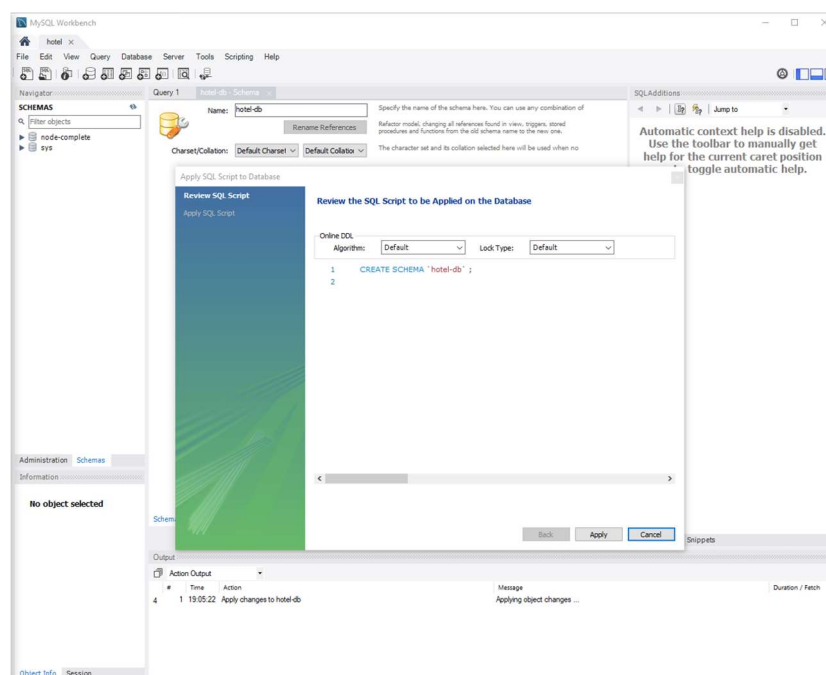 MySQL Workbench
hotel
File Edit View Query Database Server Tools Scripting Help
Navigator
SCHEMAS
Filter objects
node-complete
sys
Administration Schemas
Information
No object selected
Object Info Session
Query 1 hotel-db - Schema
Name: hotel-db
Specify the name of the schema here. You can use any combination of
Rename References
Refactor model, changing all references found in view, triggers, stored
procedures and functions from the old schema name to the new one.
Charset/Collation: Default Charset Default Collation
The character set and its collation selected here will be used when no
SQLAdditions
Jump to
Automatic context help is disabled.
Use the toolbar to manually get
help for the current caret position
toggle automatic help.
Apply SQL Script to Database
Review SQL Script
Apply SQL Script
Review the SQL Script to be Applied on the Database
Online DDL
Algorithm: Default Lock Type: Default
1 CREATE SCHEMA `hotel-db` ;
2
Back Apply Cancel
Schem
Snippets
Output
Action Output
# Time Action Message Duration / Fetch
4 1 19:05:22 Apply changes to hotel-db Applying object changes ...